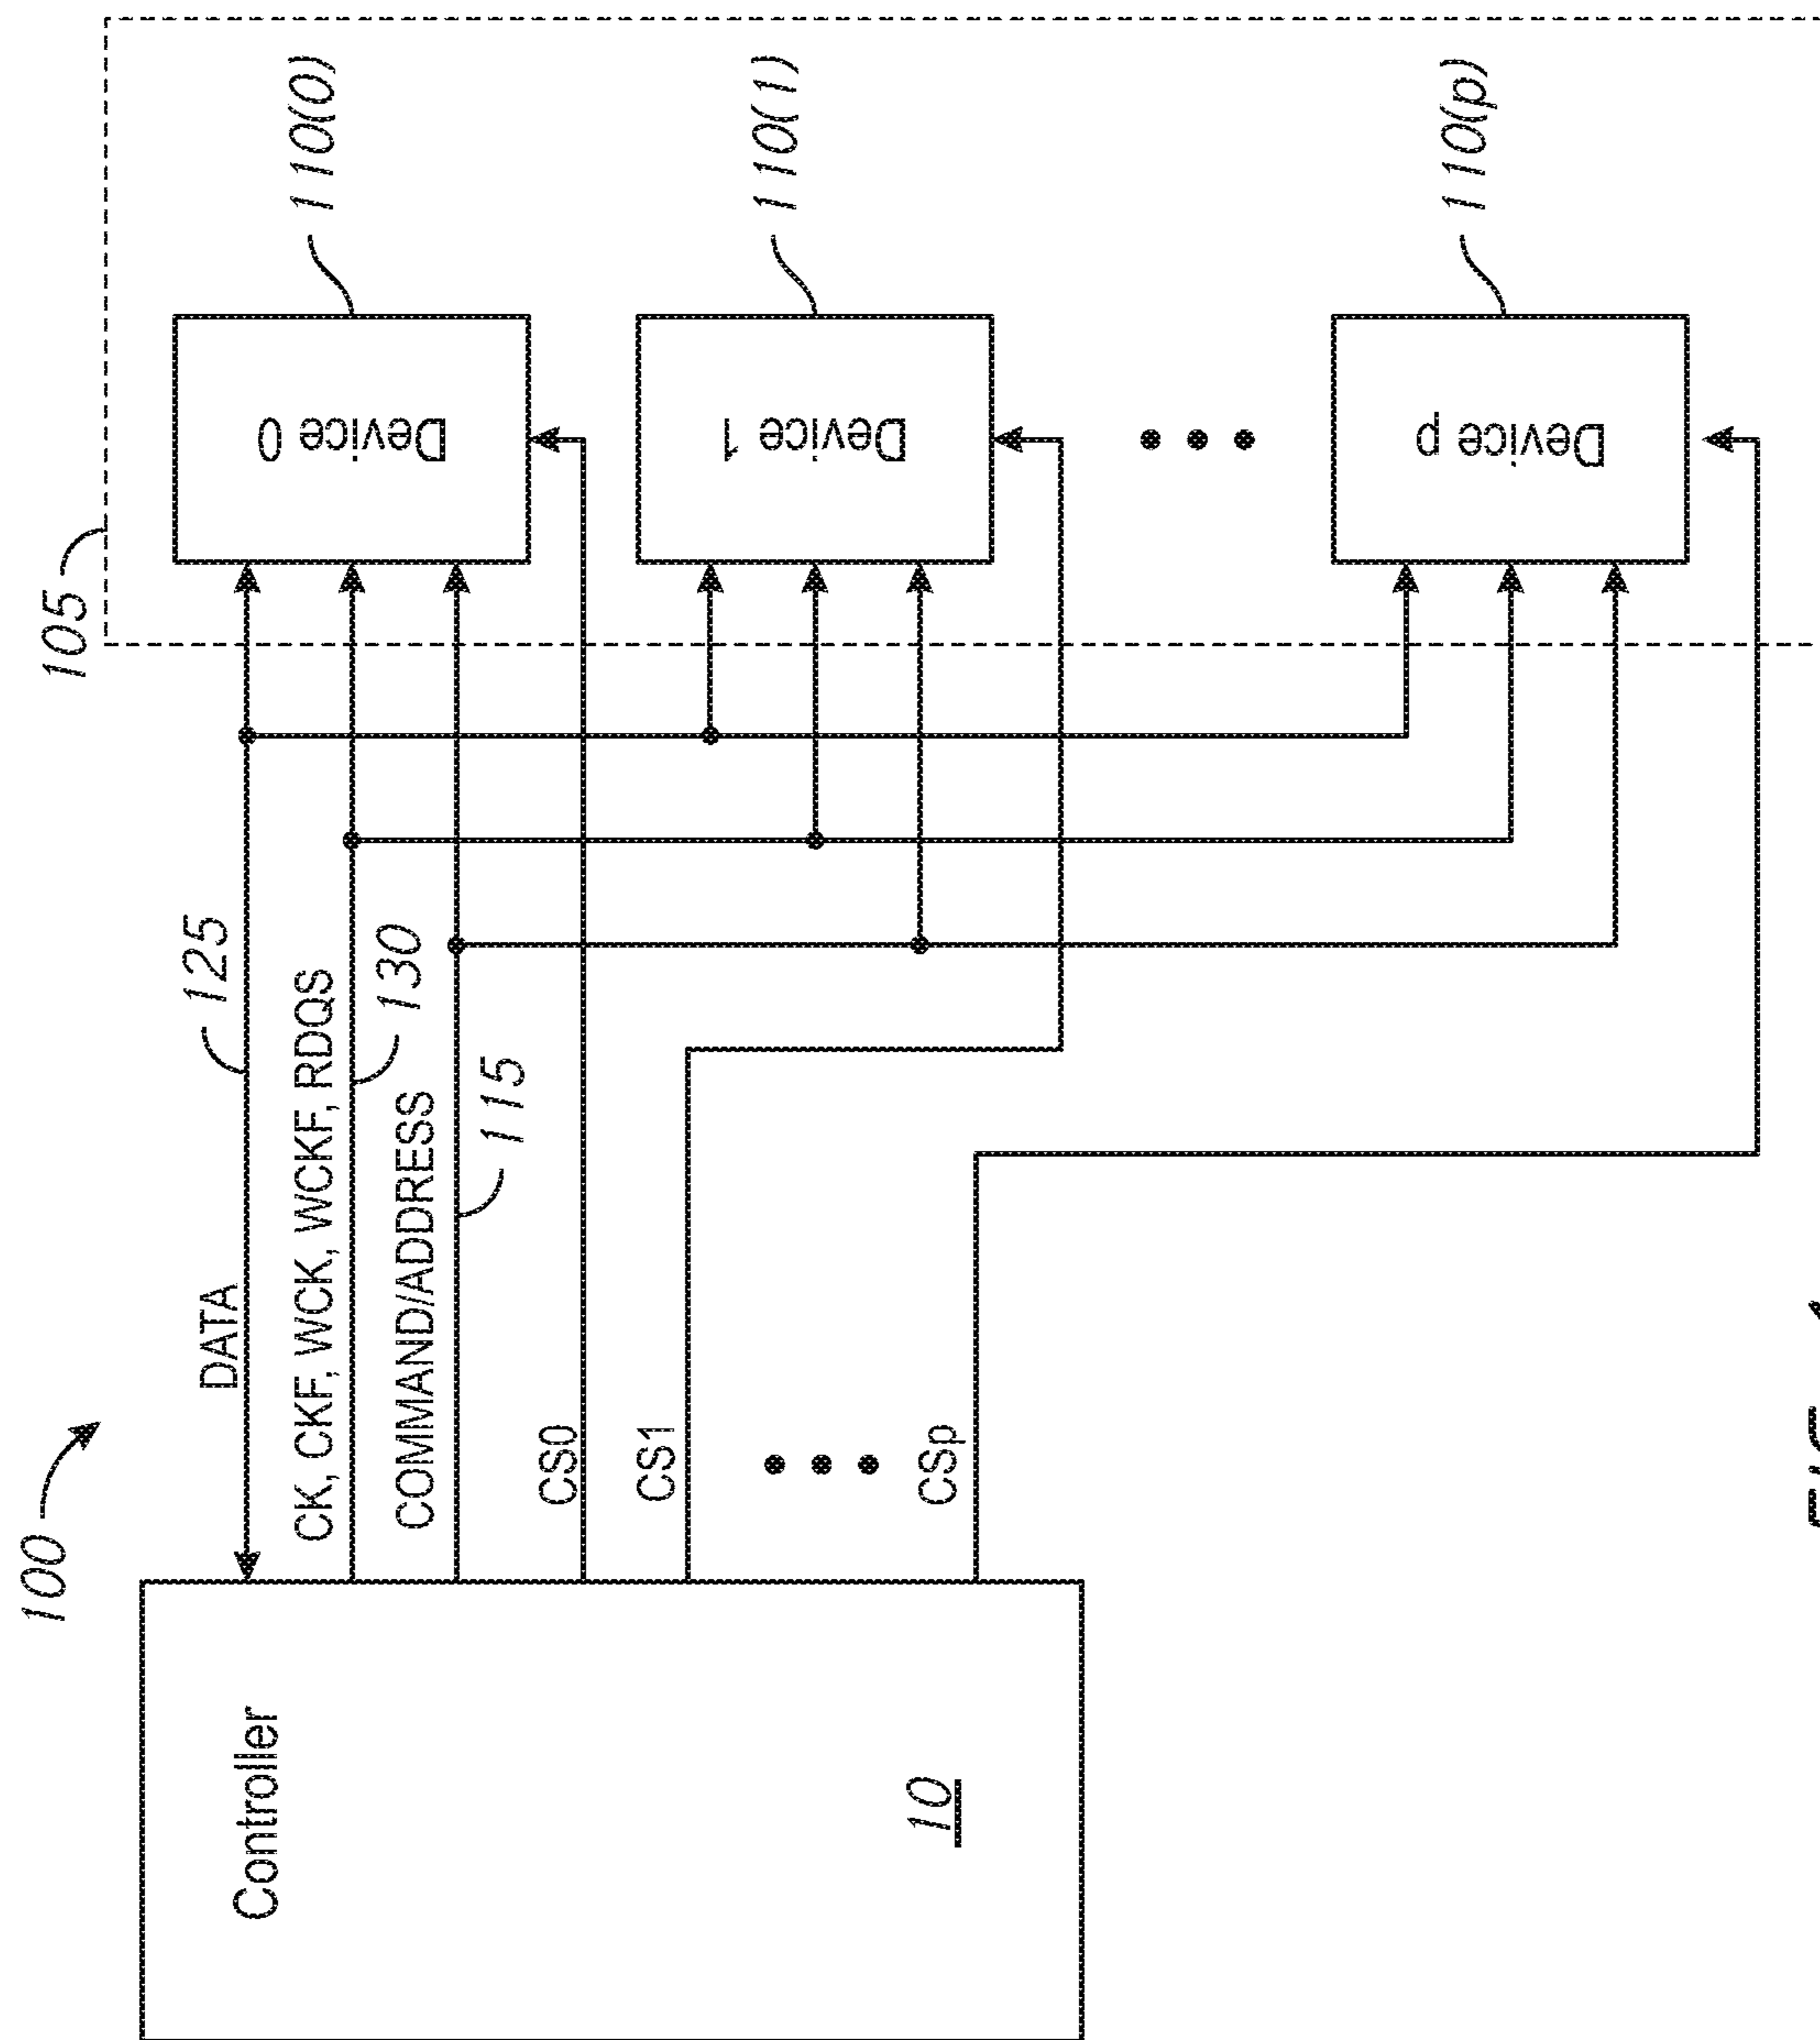 100
105
DATA
125
Controller
CK, CKF, WCK, WCKF, RDQS
130
Device 0
110(0)
COMMAND/ADDRESS
115
CS0
CS1
Device 1
110(1)
10
CSp
Device p
110(p)